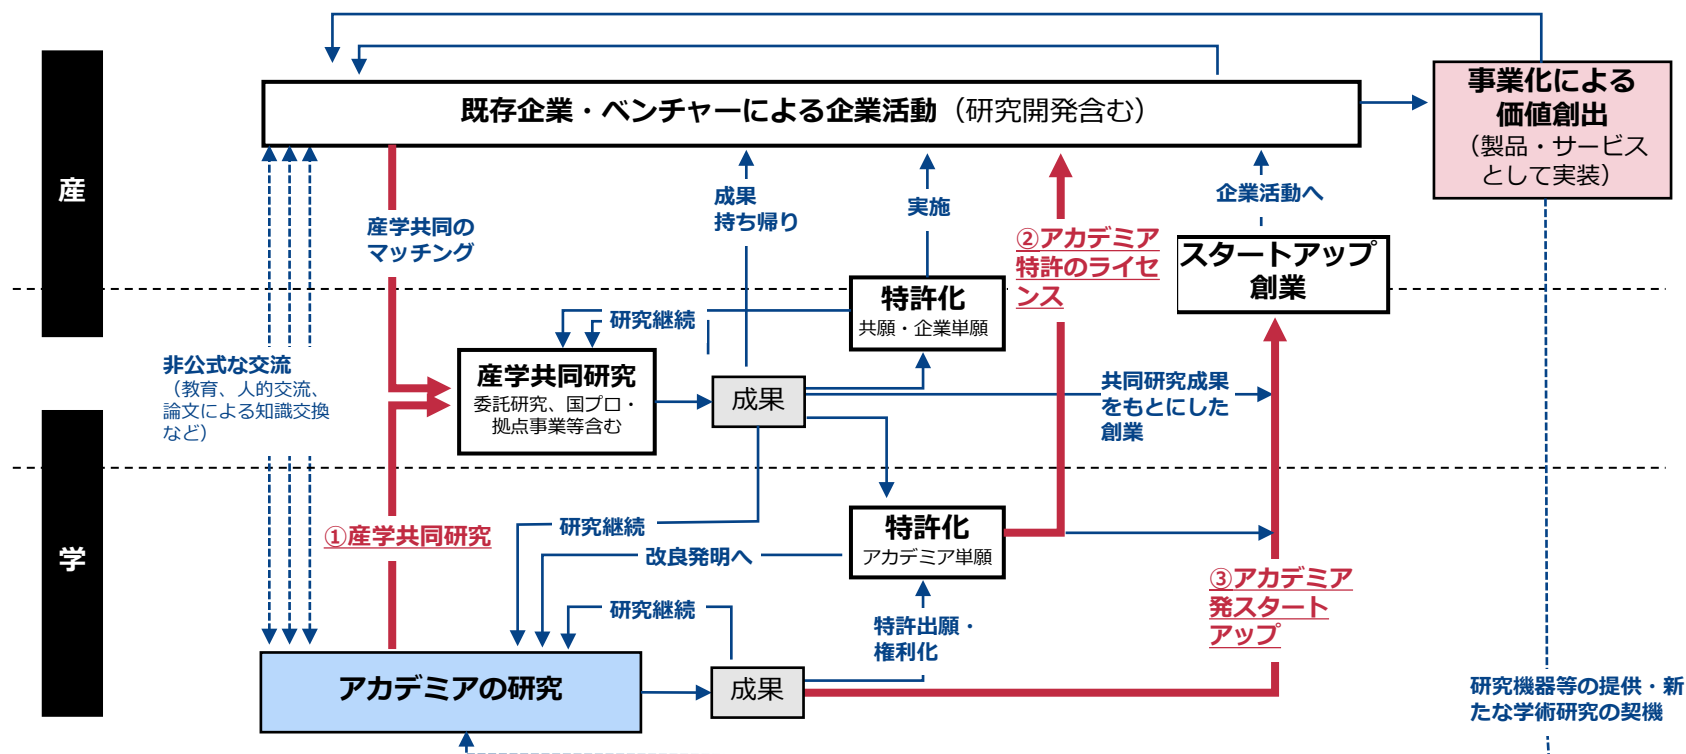 既存企業・ベンチャーによる企業活動（研究開発含む）
事業化による
価値創出
（製品・サービス
として実装）
産
産学共同の
マッチング
成果
持ち帰り
実施
②アカデミア
特許のライセ
ンス
企業活動へ
スタートアップ
創業
特許化
共願・企業単願
研究継続
非公式な交流
（教育、人的交流、
論文による知識交換
など）
産学共同研究
委託研究、国プロ・
拠点事業等含む
成果
共同研究成果
をもとにした
創業
学
①産学共同研究
研究継続
改良発明へ
特許化
アカデミア単願
研究継続
特許出願・
権利化
③アカデミア
発スタート
アップ
アカデミアの研究
成果
研究機器等の提供・新
たな学術研究の契機